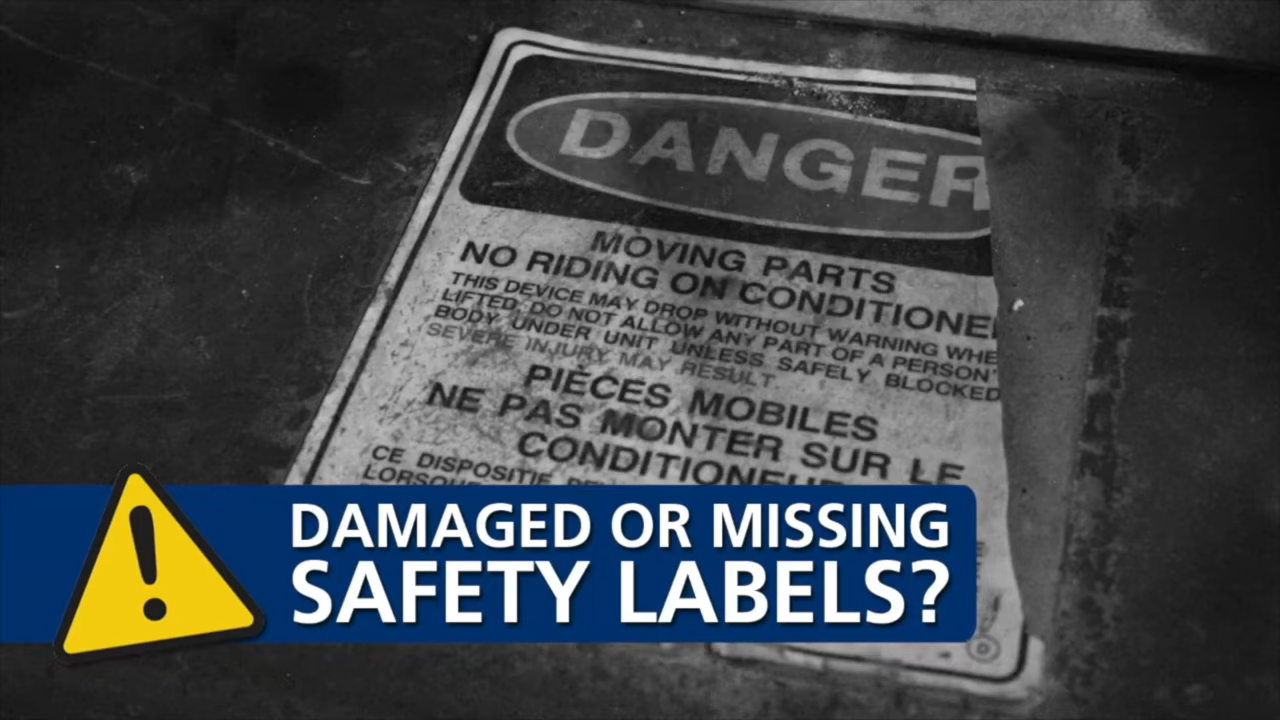 DANGER
MOVING PARTS
NO RIDING ON CONDITIONE
THIS DEVICE MAY DROP WITHOUT WARNING WHE
LIFTED, DO NOT ALLOW ANY PART OF A PERSON'
BODY UNDER UNIT UNLESS SAFELY BLOCKED
SEVERE INJURY MAY RESULT
PIÈCES MOBILES
NE PAS MONTER SUR LE
CONDITIONEU
CE DISPOSITIF
DAMAGED OR MISSING
SAFETY LABELS?